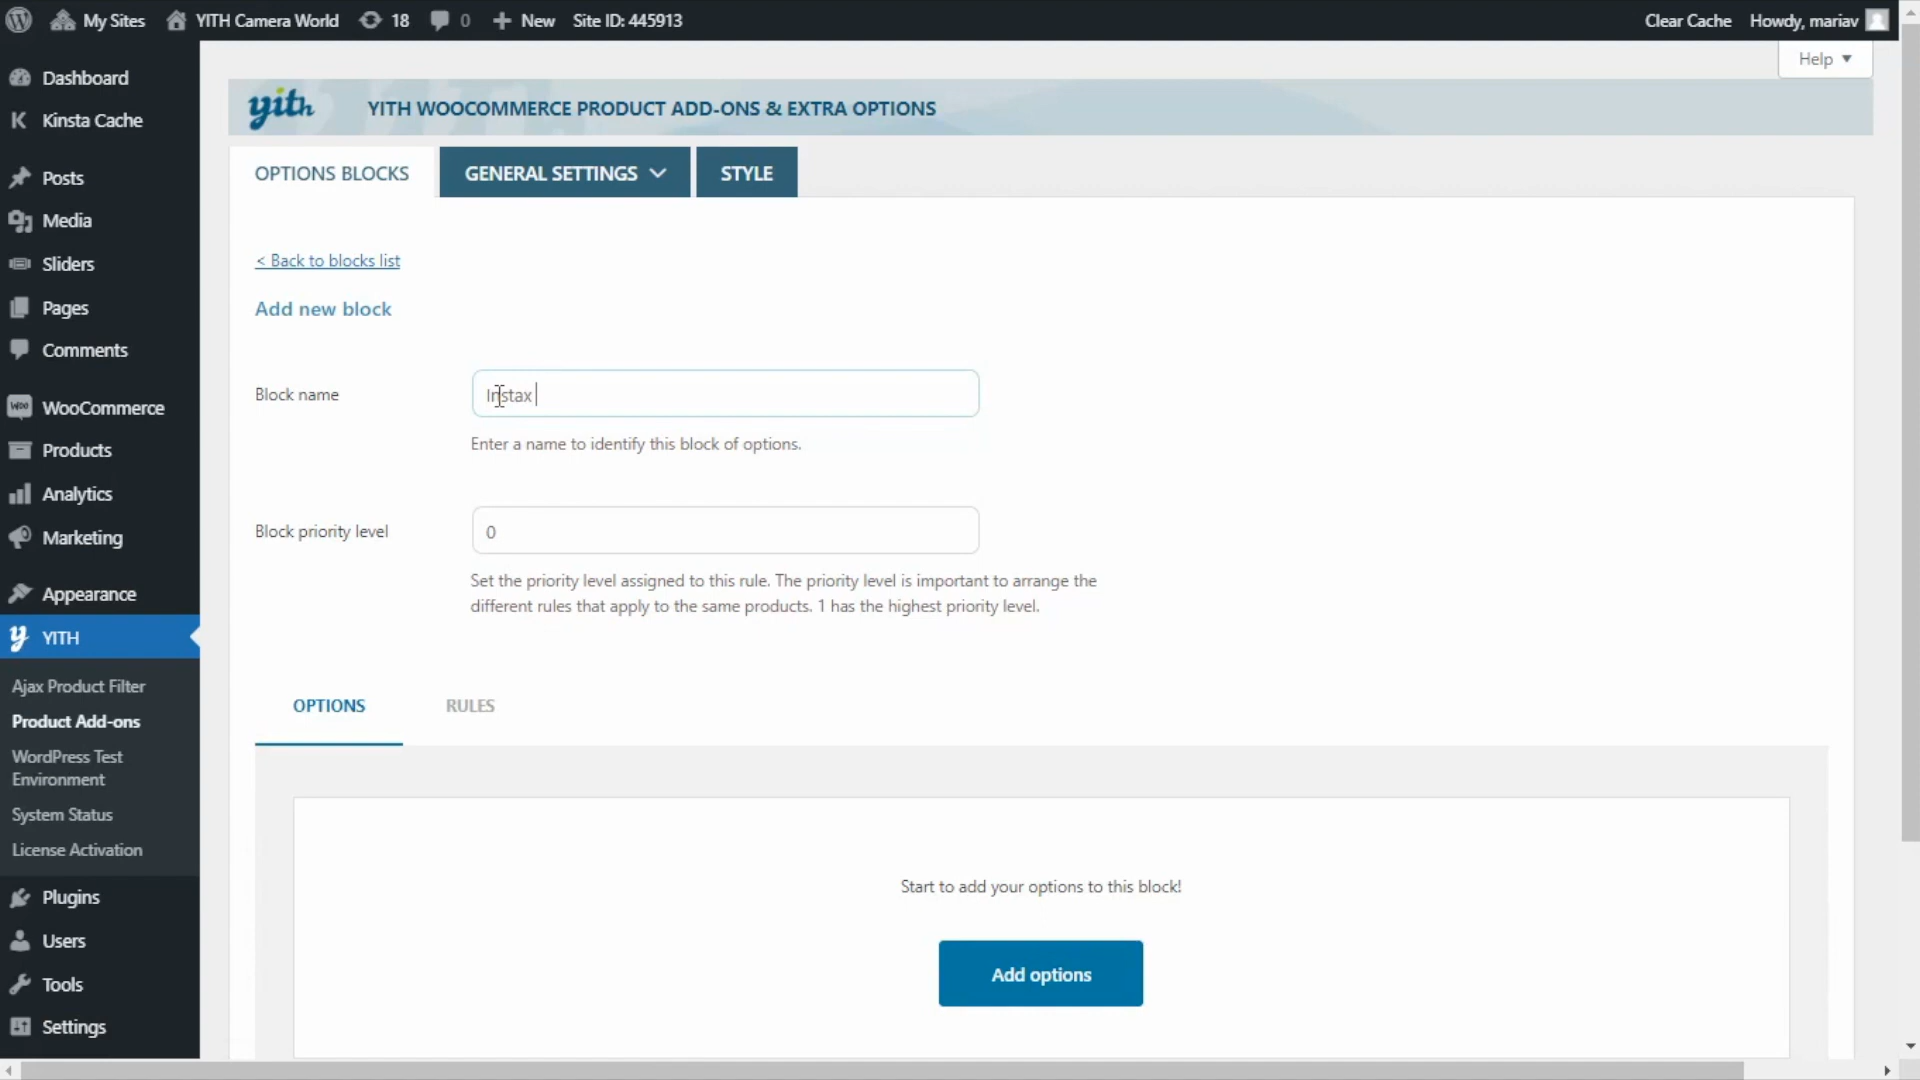 My Sites
YITH Camera World
18
0
New
Site ID: 445913
Clear Cache
Howdy, mariav
Help
Dashboard
Kinsta Cache
Posts
Media
Sliders
Pages
Comments
WooCommerce
Products
Analytics
Marketing
Appearance
YITH
Ajax Product Filter
Product Add-ons
WordPress Test
Environment
System Status
License Activation
Plugins
Users
Tools
Settings
yith
YITH WOOCOMMERCE PRODUCT ADD-ONS & EXTRA OPTIONS
OPTIONS BLOCKS
GENERAL SETTINGS
STYLE
< Back to blocks list
Add new block
Block name
Instax
Enter a name to identify this block of options.
Block priority level
0
Set the priority level assigned to this rule. The priority level is important to arrange the
different rules that apply to the same products. 1 has the highest priority level.
OPTIONS
RULES
Start to add your options to this block!
Add options